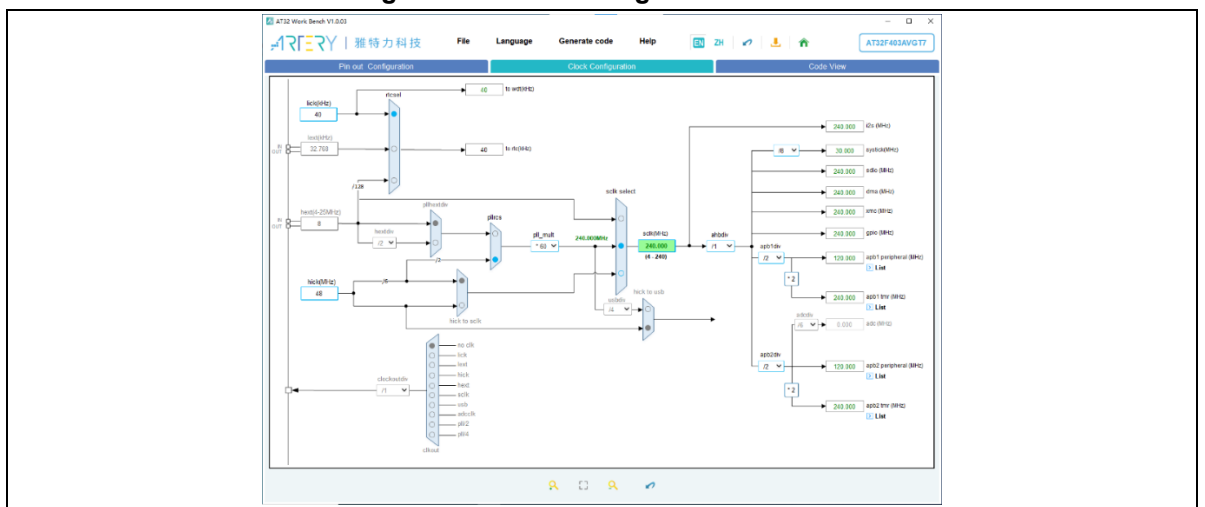 AT32 Work Bench V1.0.03
ARTERY 雅特力科技 File Language Generate code Help EN ZH AT32F403AVGT7
Pin out Configuration Clock Configuration Code View
40 to wdt(kHz)
rtcsel
lick(kHz)
40
240.000 i2s (MHz)
lext(kHz)
IN
OUT
32.768
40 to rtc(kHz)
/8 30.000 systick(MHz)
240.000 sdio (MHz)
/128
sclk select
240.000 dma (MHz)
pllhextdiv
hext(4-25MHz)
240.000 xmc (MHz)
IN
OUT
8
pllrcs
hextdiv
/2
pll_mult
* 60
240.000MHz
sclk(MHz)
240.000
(4 - 240)
ahbdiv
/1
240.000 gpio (MHz)
apb1div
/2
120.000 apb1 peripheral (MHz)
List
/2
* 2
hick(MHz)
48
/6
hick to usb
usbdiv
/4
240.000 apb1 tmr (MHz)
List
hick to sclk
adcdiv
0.000 adc (MHz)
no clk
lick
lext
hick
hext
sclk
usb
adcclk
pll/2
pll/4
clkout
clockoutdiv
/1
apb2div
/2
120.000 apb2 peripheral (MHz)
List
* 2
240.000 apb2 tmr (MHz)
List